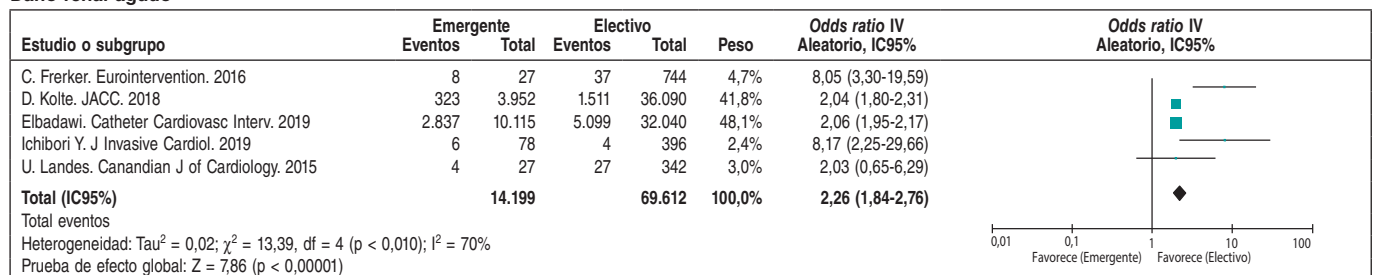 Daño renal agudo
Emergente Electivo Odds ratio IV Odds ratio IV
Estudio o subgrupo Eventos Total Eventos Total Peso Aleatorio, IC95% Aleatorio, IC95%
C. Frerker. Eurointervention. 2016 8 27 37 744 4,7% 8,05 (3,30-19,59)
D. Kolte. JACC. 2018 323 3.952 1.511 36.090 41,8% 2,04 (1,80-2,31)
Elbadawi. Catheter Cardiovasc Interv. 2019 2.837 10.115 5.099 32.040 48,1% 2,06 (1,95-2,17)
Ichibori Y. J Invasive Cardiol. 2019 6 78 4 396 2,4% 8,17 (2,25-29,66)
U. Landes. Canandian J of Cardiology. 2015 4 27 27 342 3,0% 2,03 (0,65-6,29)
Total (IC95%) 14.199 69.612 100,0% 2,26 (1,84-2,76)
Total eventos
Heterogeneidad: Tau² = 0,02; χ² = 13,39, df = 4 (p < 0,010); I² = 70%
Prueba de efecto global: Z = 7,86 (p < 0,00001)
0,01 0,1 1 10 100
Favorece (Emergente) Favorece (Electivo)